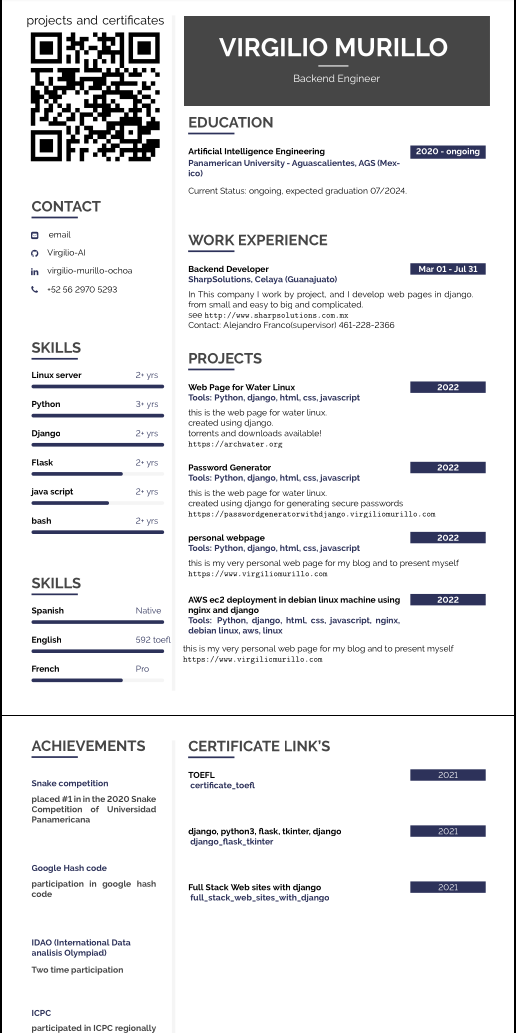 projects and certificates
CONTACT
email
Virgilio-AI
virgilio-murillo-ochoa
+52 56 2970 5293
SKILLS
Linux server 2+ yrs
Python 3+ yrs
Django 2+ yrs
Flask 2+ yrs
java script 2+ yrs
bash 2+ yrs
SKILLS
Spanish Native
English 592 toefl
French Pro
VIRGILIO MURILLO
Backend Engineer
EDUCATION
Artificial Intelligence Engineering 2020 - ongoing
Panamerican University - Aguascalientes, AGS (Mex-
ico)
Current Status: ongoing, expected graduation 07/2024.
WORK EXPERIENCE
Backend Developer Mar 01 - Jul 31
SharpSolutions, Celaya (Guanajuato)
In This company I work by project, and I develop web pages in django.
from small and easy to big and complicated.
see http://www.sharpsolutions.com.mx
Contact: Alejandro Franco(supervisor) 461-228-2366
PROJECTS
Web Page for Water Linux 2022
Tools: Python, django, html, css, javascript
this is the web page for water linux.
created using django.
torrents and downloads available!
https://archwater.org
Password Generator 2022
Tools: Python, django, html, css, javascript
this is the web page for water linux.
created using django for generating secure passwords
https://passwordgeneratorwithdjango.virgiliomurillo.com
personal webpage 2022
Tools: Python, django, html, css, javascript
this is my very personal web page for my blog and to present myself
https://www.virgiliomurillo.com
AWS ec2 deployment in debian linux machine using 2022
nginx and django
Tools: Python, django, html, css, javascript, nginx,
debian linux, aws, linux
this is my very personal web page for my blog and to present myself
https://www.virgiliomurillo.com
ACHIEVEMENTS
Snake competition
placed #1 in in the 2020 Snake
Competition of Universidad
Panamericana
Google Hash code
participation in google hash
code
IDAO (International Data
analisis Olympiad)
Two time participation
ICPC
participated in ICPC regionally
CERTIFICATE LINK'S
TOEFL 2021
certificate_toefl
django, python3, flask, tkinter, django 2021
django_flask_tkinter
Full Stack Web sites with django 2021
full_stack_web_sites_with_django